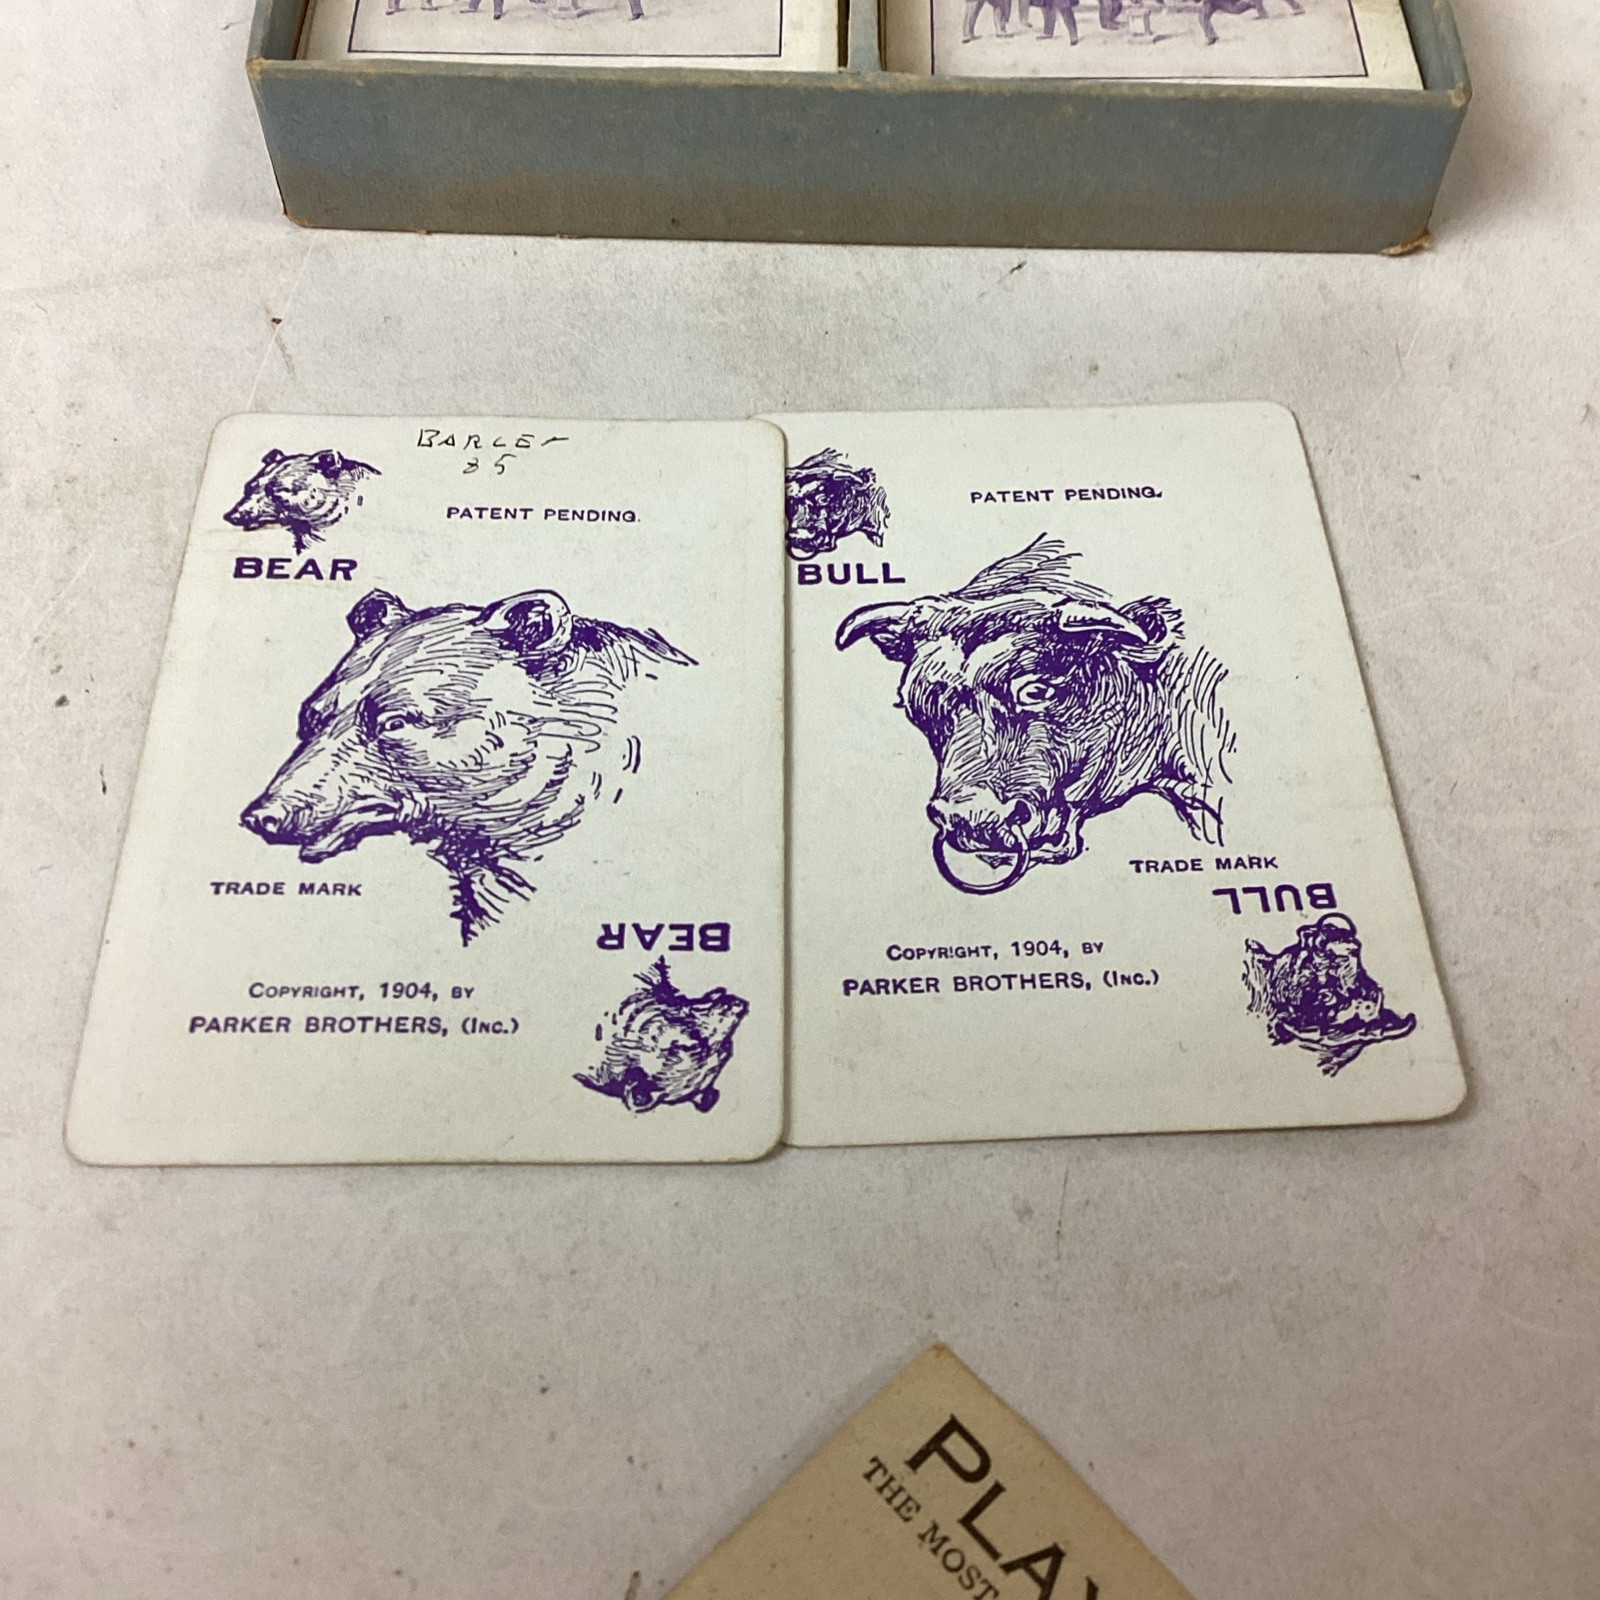 BARLEY
85
PATENT PENDING.
BEAR
TRADE MARK
BEAR
COPYRIGHT, 1904, BY
PARKER BROTHERS, (INC.)
PATENT PENDING.
BULL
TRADE MARK
BULL
COPYRIGHT, 1904, BY
PARKER BROTHERS, (INC.)
PLAY
THE MOST